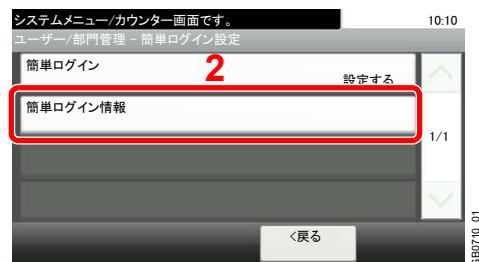 システムメニュー/カウンター画面です。
10:10
ユーザー/部門管理 - 簡単ログイン設定
簡単ログイン
2
設定する
簡単ログイン情報
1/1
<戻る
GB0710_01